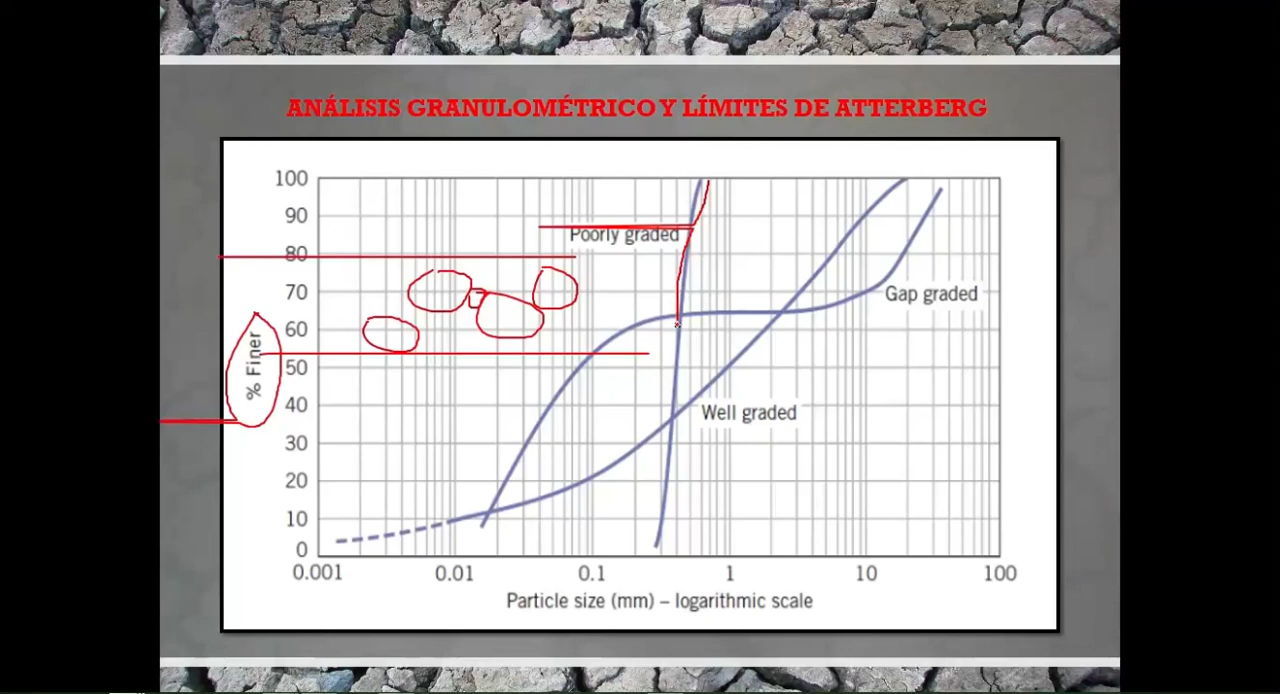 ANÁLISIS GRANULOMÉTRICO Y LÍMITES DE ATTERBERG
100
90
Poorly graded
80
70
Gap graded
60
% Finer
50
40
Well graded
30
20
10
0
0.001 0.01 0.1 1 10 100
Particle size (mm) – logarithmic scale